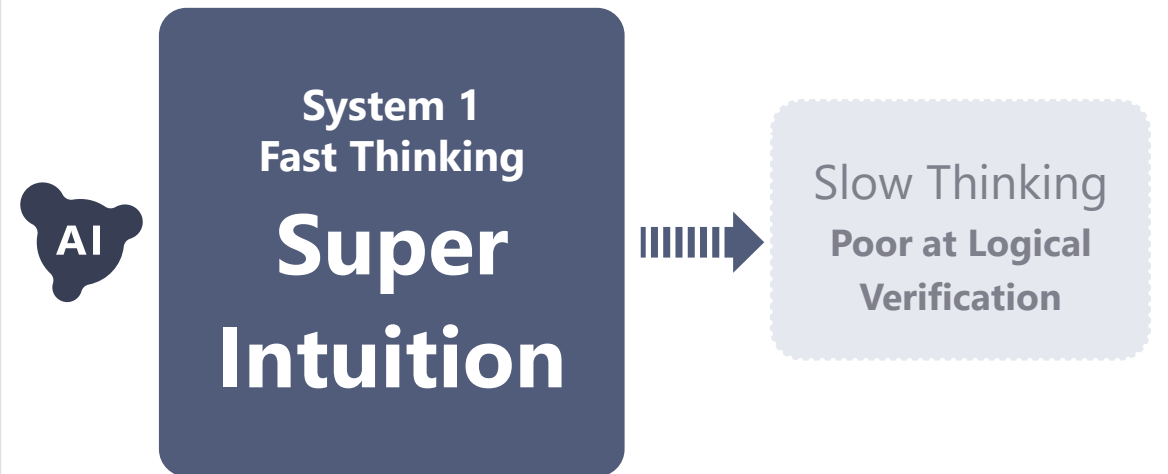 AI
System 1
Fast Thinking
Super
Intuition
Slow Thinking
Poor at Logical
Verification